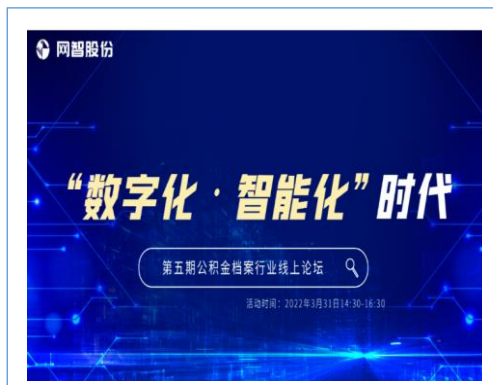 网智股份
“数字化·智能化”时代
第五期公积金档案行业线上论坛
活动时间：2022年3月31日14:30-16:30